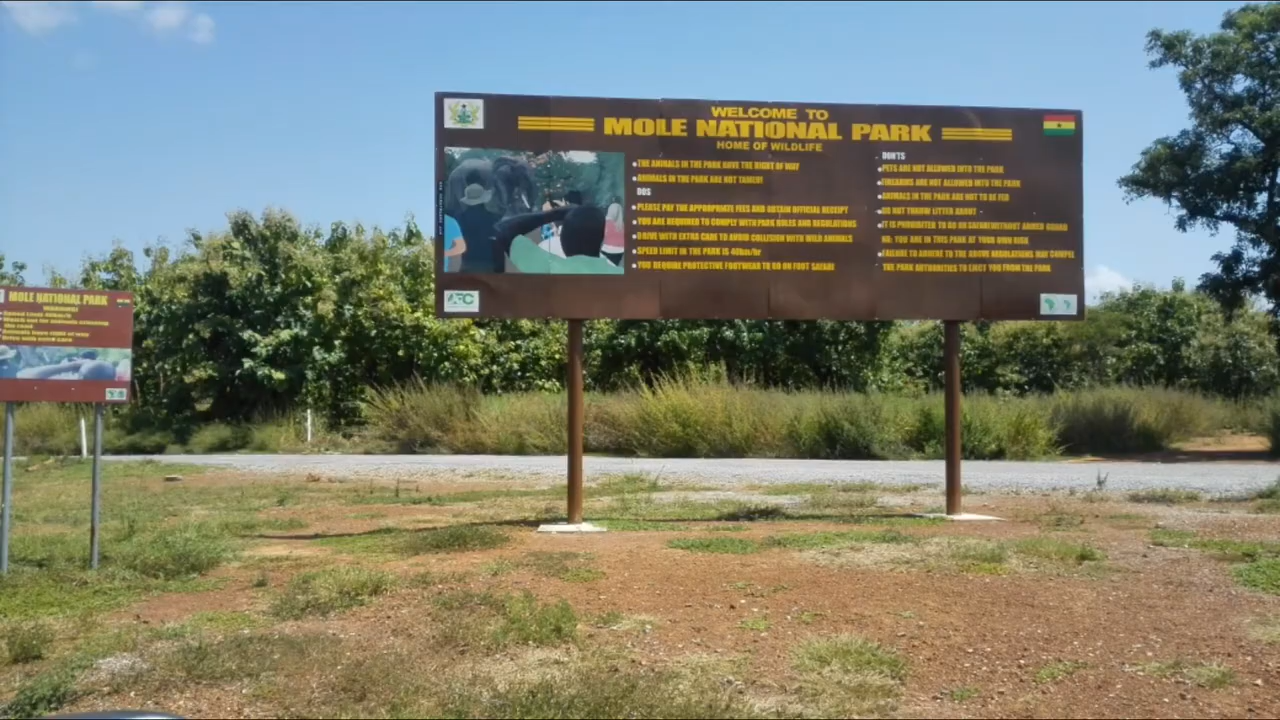 WELCOME TO
MOLE NATIONAL PARK
HOME OF WILDLIFE
THE ANIMALS IN THE PARK HAVE THE RIGHT OF WAY
ANIMALS IN THE PARK ARE NOT TAMED!
DOS
PLEASE PAY THE APPROPRIATE FEES AND OBTAIN OFFICIAL RECEIPT
YOU ARE REQUIRED TO COMPLY WITH PARK RULES AND REGULATIONS
DRIVE WITH EXTRA CARE TO AVOID COLLISION WITH WILD ANIMALS
SPEED LIMIT IN THE PARK IS 40km/hr
YOU REQUIRE PROTECTIVE FOOTWEAR TO GO ON FOOT SAFARI
DON'TS
PETS ARE NOT ALLOWED INTO THE PARK
FIREARMS ARE NOT ALLOWED INTO THE PARK
ANIMALS IN THE PARK ARE NOT TO BE FED
DO NOT THROW LITTER ABOUT
IT IS PROHIBITED TO GO ON SAFARI WITHOUT ARMED GUARD
NB: YOU ARE IN THIS PARK AT YOUR OWN RISK
FAILURE TO ADHERE TO THE ABOVE REGULATIONS MAY COMPEL
THE PARK AUTHORITIES TO EJECT YOU FROM THE PARK
MOLE NATIONAL PARK
WARNING!
Speed Limit